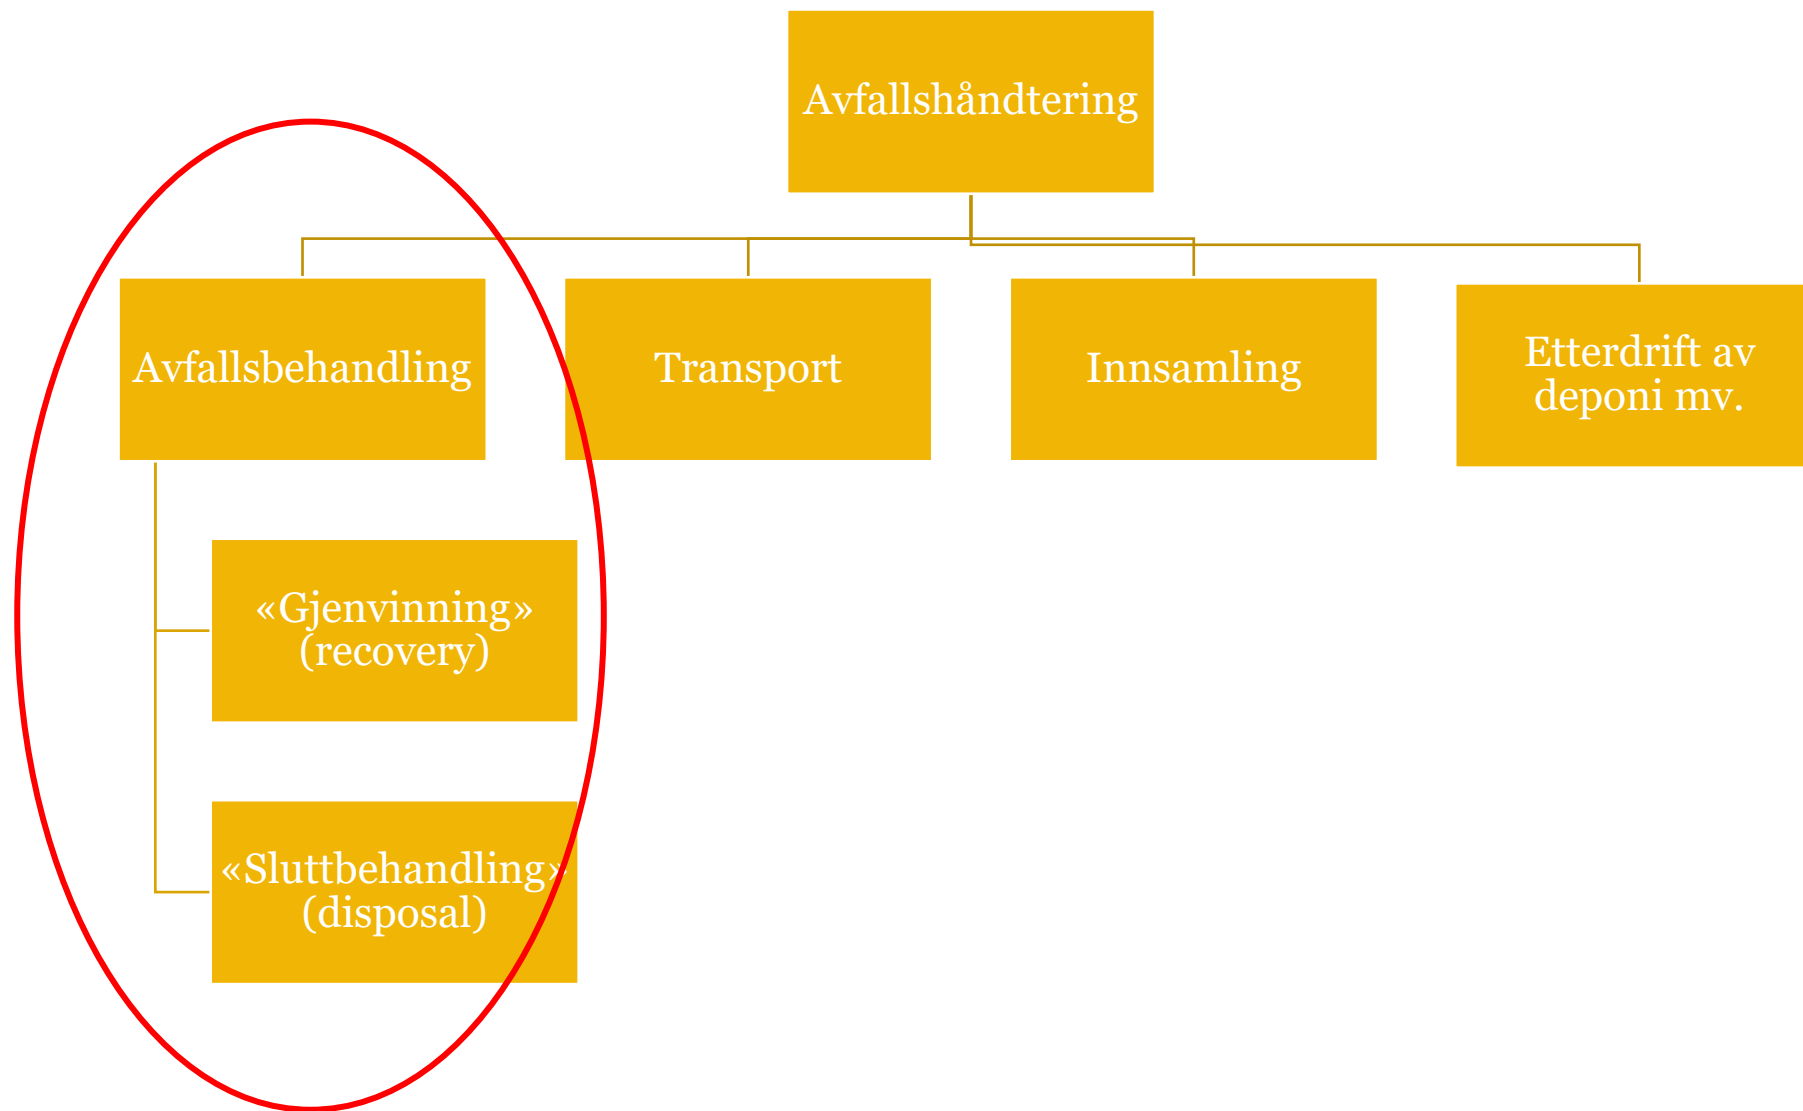 Avfallshåndtering
Avfallsbehandling
Transport
Innsamling
Etterdrift av
deponi mv.
«Gjenvinning»
(recovery)
«Sluttbehandling»
(disposal)